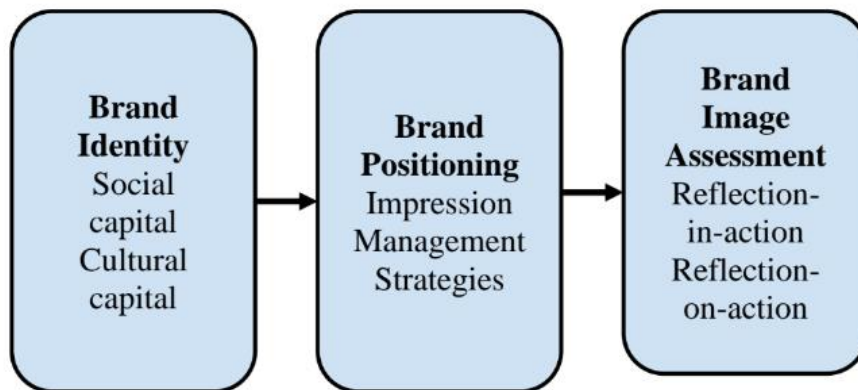 Brand
Identity
Social
capital
Cultural
capital
Brand
Positioning
Impression
Management
Strategies
Brand
Image
Assessment
Reflection-
in-action
Reflection-
on-action